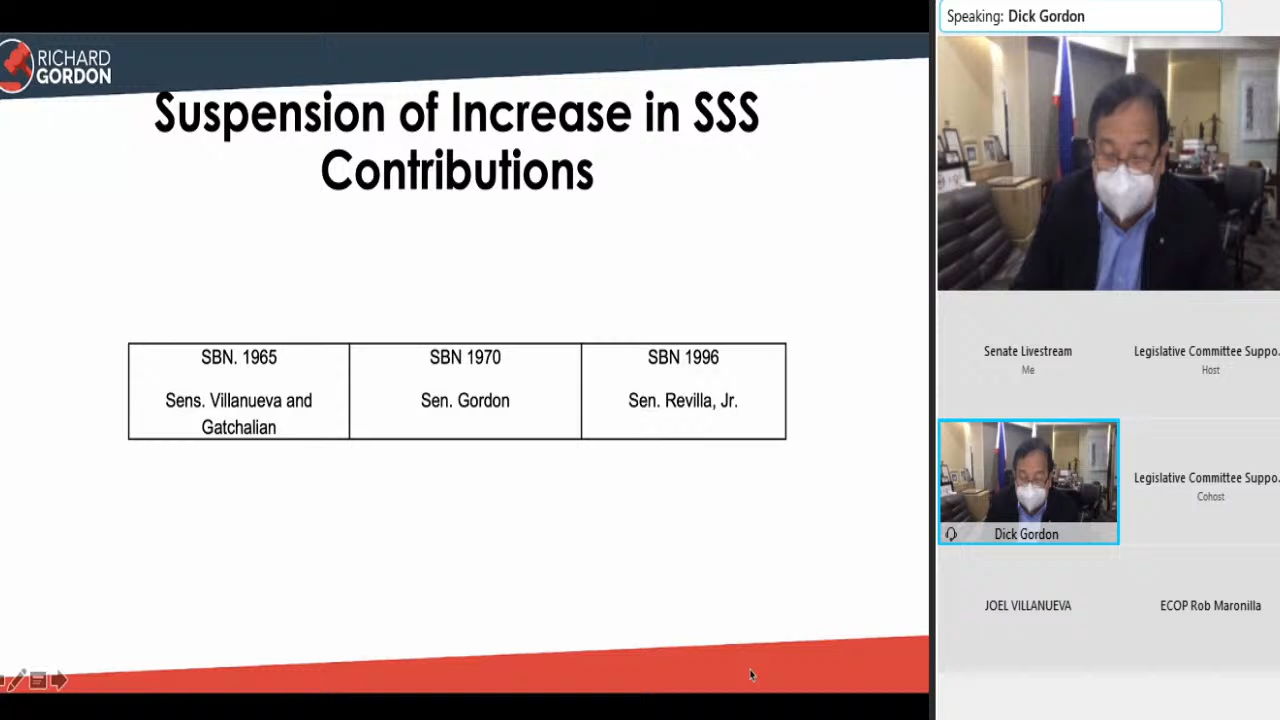 RICHARD
GORDON
Suspension of Increase in SSS
Contributions
SBN. 1965
Sens. Villanueva and
Gatchalian
SBN 1970
Sen. Gordon
SBN 1996
Sen. Revilla, Jr.
Speaking: Dick Gordon
Senate Livestream
Me
Legislative Committee Suppo...
Host
Dick Gordon
Legislative Committee Suppo...
Cohost
JOEL VILLANUEVA
ECOP Rob Maronilla